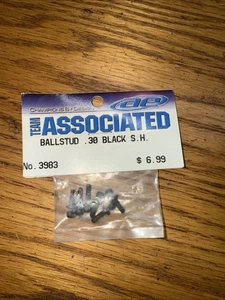 CHAMPIONS BY DESIGN
ae
TEAM
ASSOCIATED
BALLSTUD .30 BLACK S.H.
No. 3983
$ 6.99